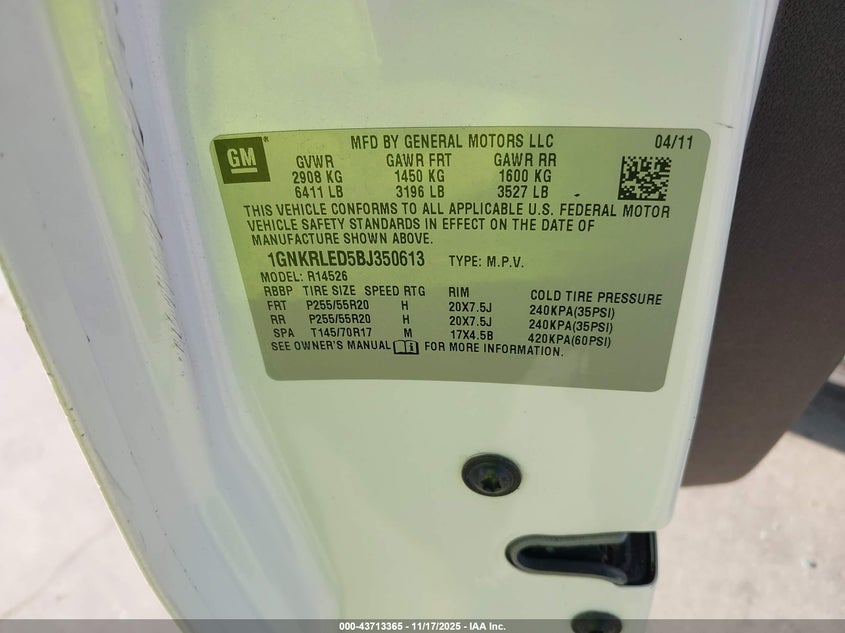 GM ®
MFD BY GENERAL MOTORS LLC 04/11
GVWR GAWR FRT GAWR RR
2908 KG 1450 KG 1600 KG
6411 LB 3196 LB 3527 LB
THIS VEHICLE CONFORMS TO ALL APPLICABLE U.S. FEDERAL MOTOR
VEHICLE SAFETY STANDARDS IN EFFECT ON THE DATE OF
MANUFACTURE SHOWN ABOVE.
1GNKRLED5BJ350613 TYPE: M.P.V.
MODEL: R14526
RBBP TIRE SIZE SPEED RTG RIM COLD TIRE PRESSURE
FRT P255/55R20 H 20X7.5J 240KPA(35PSI)
RR P255/55R20 H 20X7.5J 240KPA(35PSI)
SPA T145/70R17 M 17X4.5B 420KPA(60PSI)
SEE OWNER'S MANUAL i FOR MORE INFORMATION.
000-43713365 - 11/17/2025 - IAA Inc.